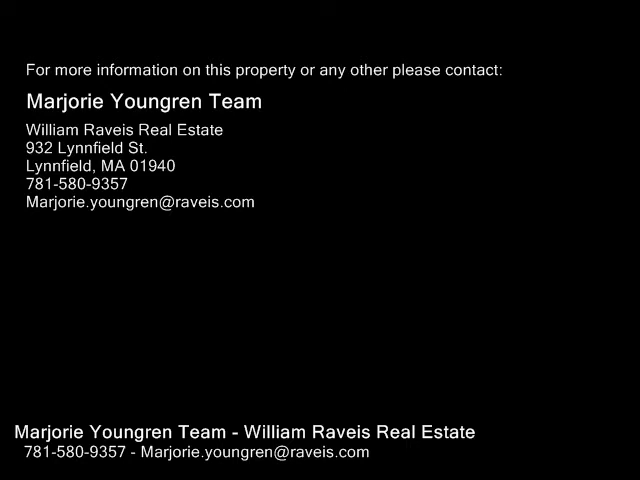 For more information on this property or any other please contact:
Marjorie Youngren Team
William Raveis Real Estate
932 Lynnfield St.
Lynnfield, MA 01940
781-580-9357
Marjorie.youngren@raveis.com
Marjorie Youngren Team - William Raveis Real Estate
781-580-9357 - Marjorie.youngren@raveis.com